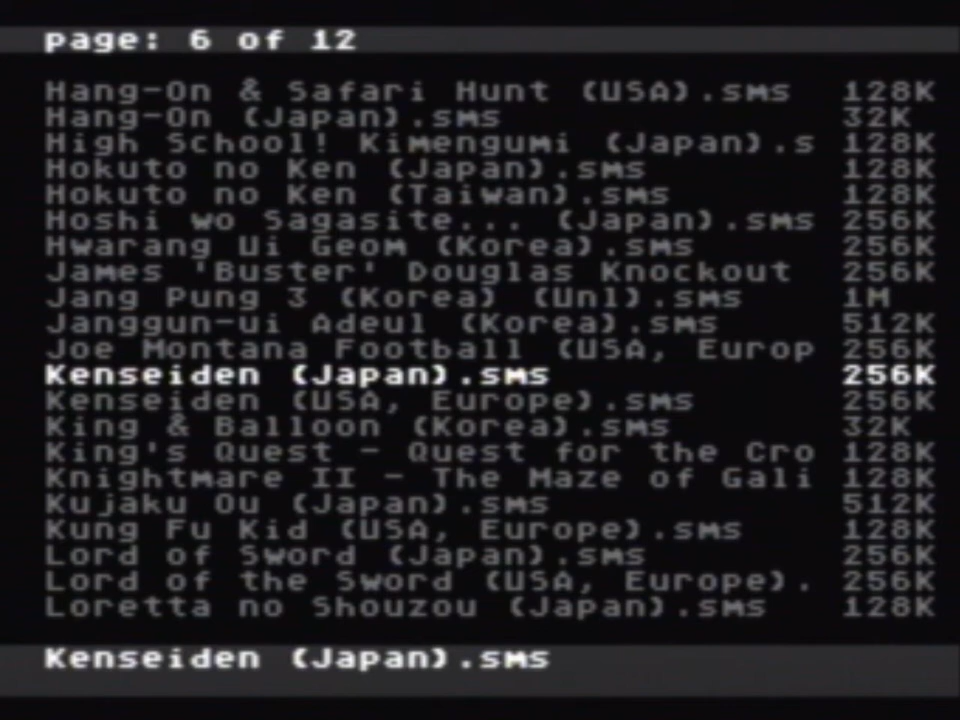 page: 6 of 12
Hang-On & Safari Hunt (USA).sms 128K
Hang-On (Japan).sms 32K
High School! Kimengumi (Japan).s 128K
Hokuto no Ken (Japan).sms 128K
Hokuto no Ken (Taiwan).sms 128K
Hoshi wo Sagasite... (Japan).sms 256K
Hwarang Ui Geom (Korea).sms 256K
James 'Buster' Douglas Knockout 256K
Jang Pung 3 (Korea) (Unl).sms 1M
Janggun-ui Adeul (Korea).sms 512K
Joe Montana Football (USA, Europ 256K
Kenseiden (Japan).sms 256K
Kenseiden (USA, Europe).sms 256K
King & Balloon (Korea).sms 32K
King's Quest - Quest for the Cro 128K
Knightmare II - The Maze of Gali 128K
Kujaku Ou (Japan).sms 512K
Kung Fu Kid (USA, Europe).sms 128K
Lord of Sword (Japan).sms 256K
Lord of the Sword (USA, Europe). 256K
Loretta no Shouzou (Japan).sms 128K
Kenseiden (Japan).sms